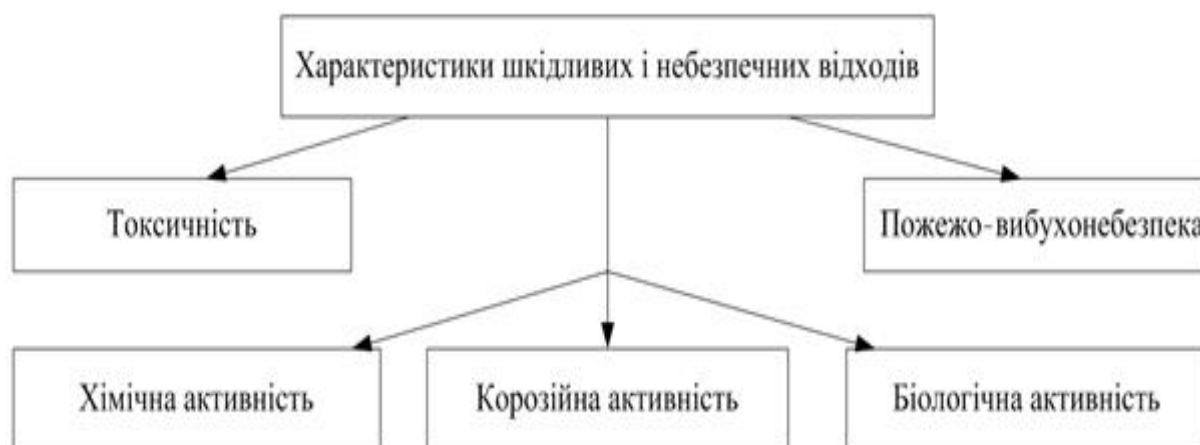 Характеристики шкідливих і небезпечних відходів
Токсичність
Пожежо-вибухонебезпека
Хімічна активність
Корозійна активність
Біологічна активність